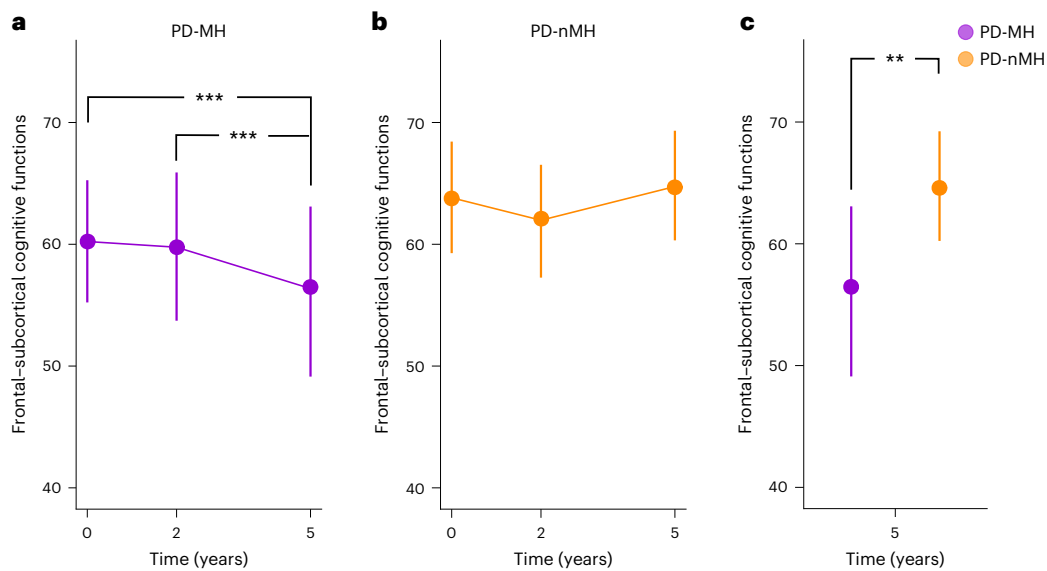 a
PD-MH
Frontal–subcortical cognitive functions
70
60
50
40
***
***
0 2 5
Time (years)
b
PD-nMH
Frontal–subcortical cognitive functions
70
60
50
40
0 2 5
Time (years)
c
PD-MH
PD-nMH
Frontal–subcortical cognitive functions
70
60
50
40
**
5
Time (years)